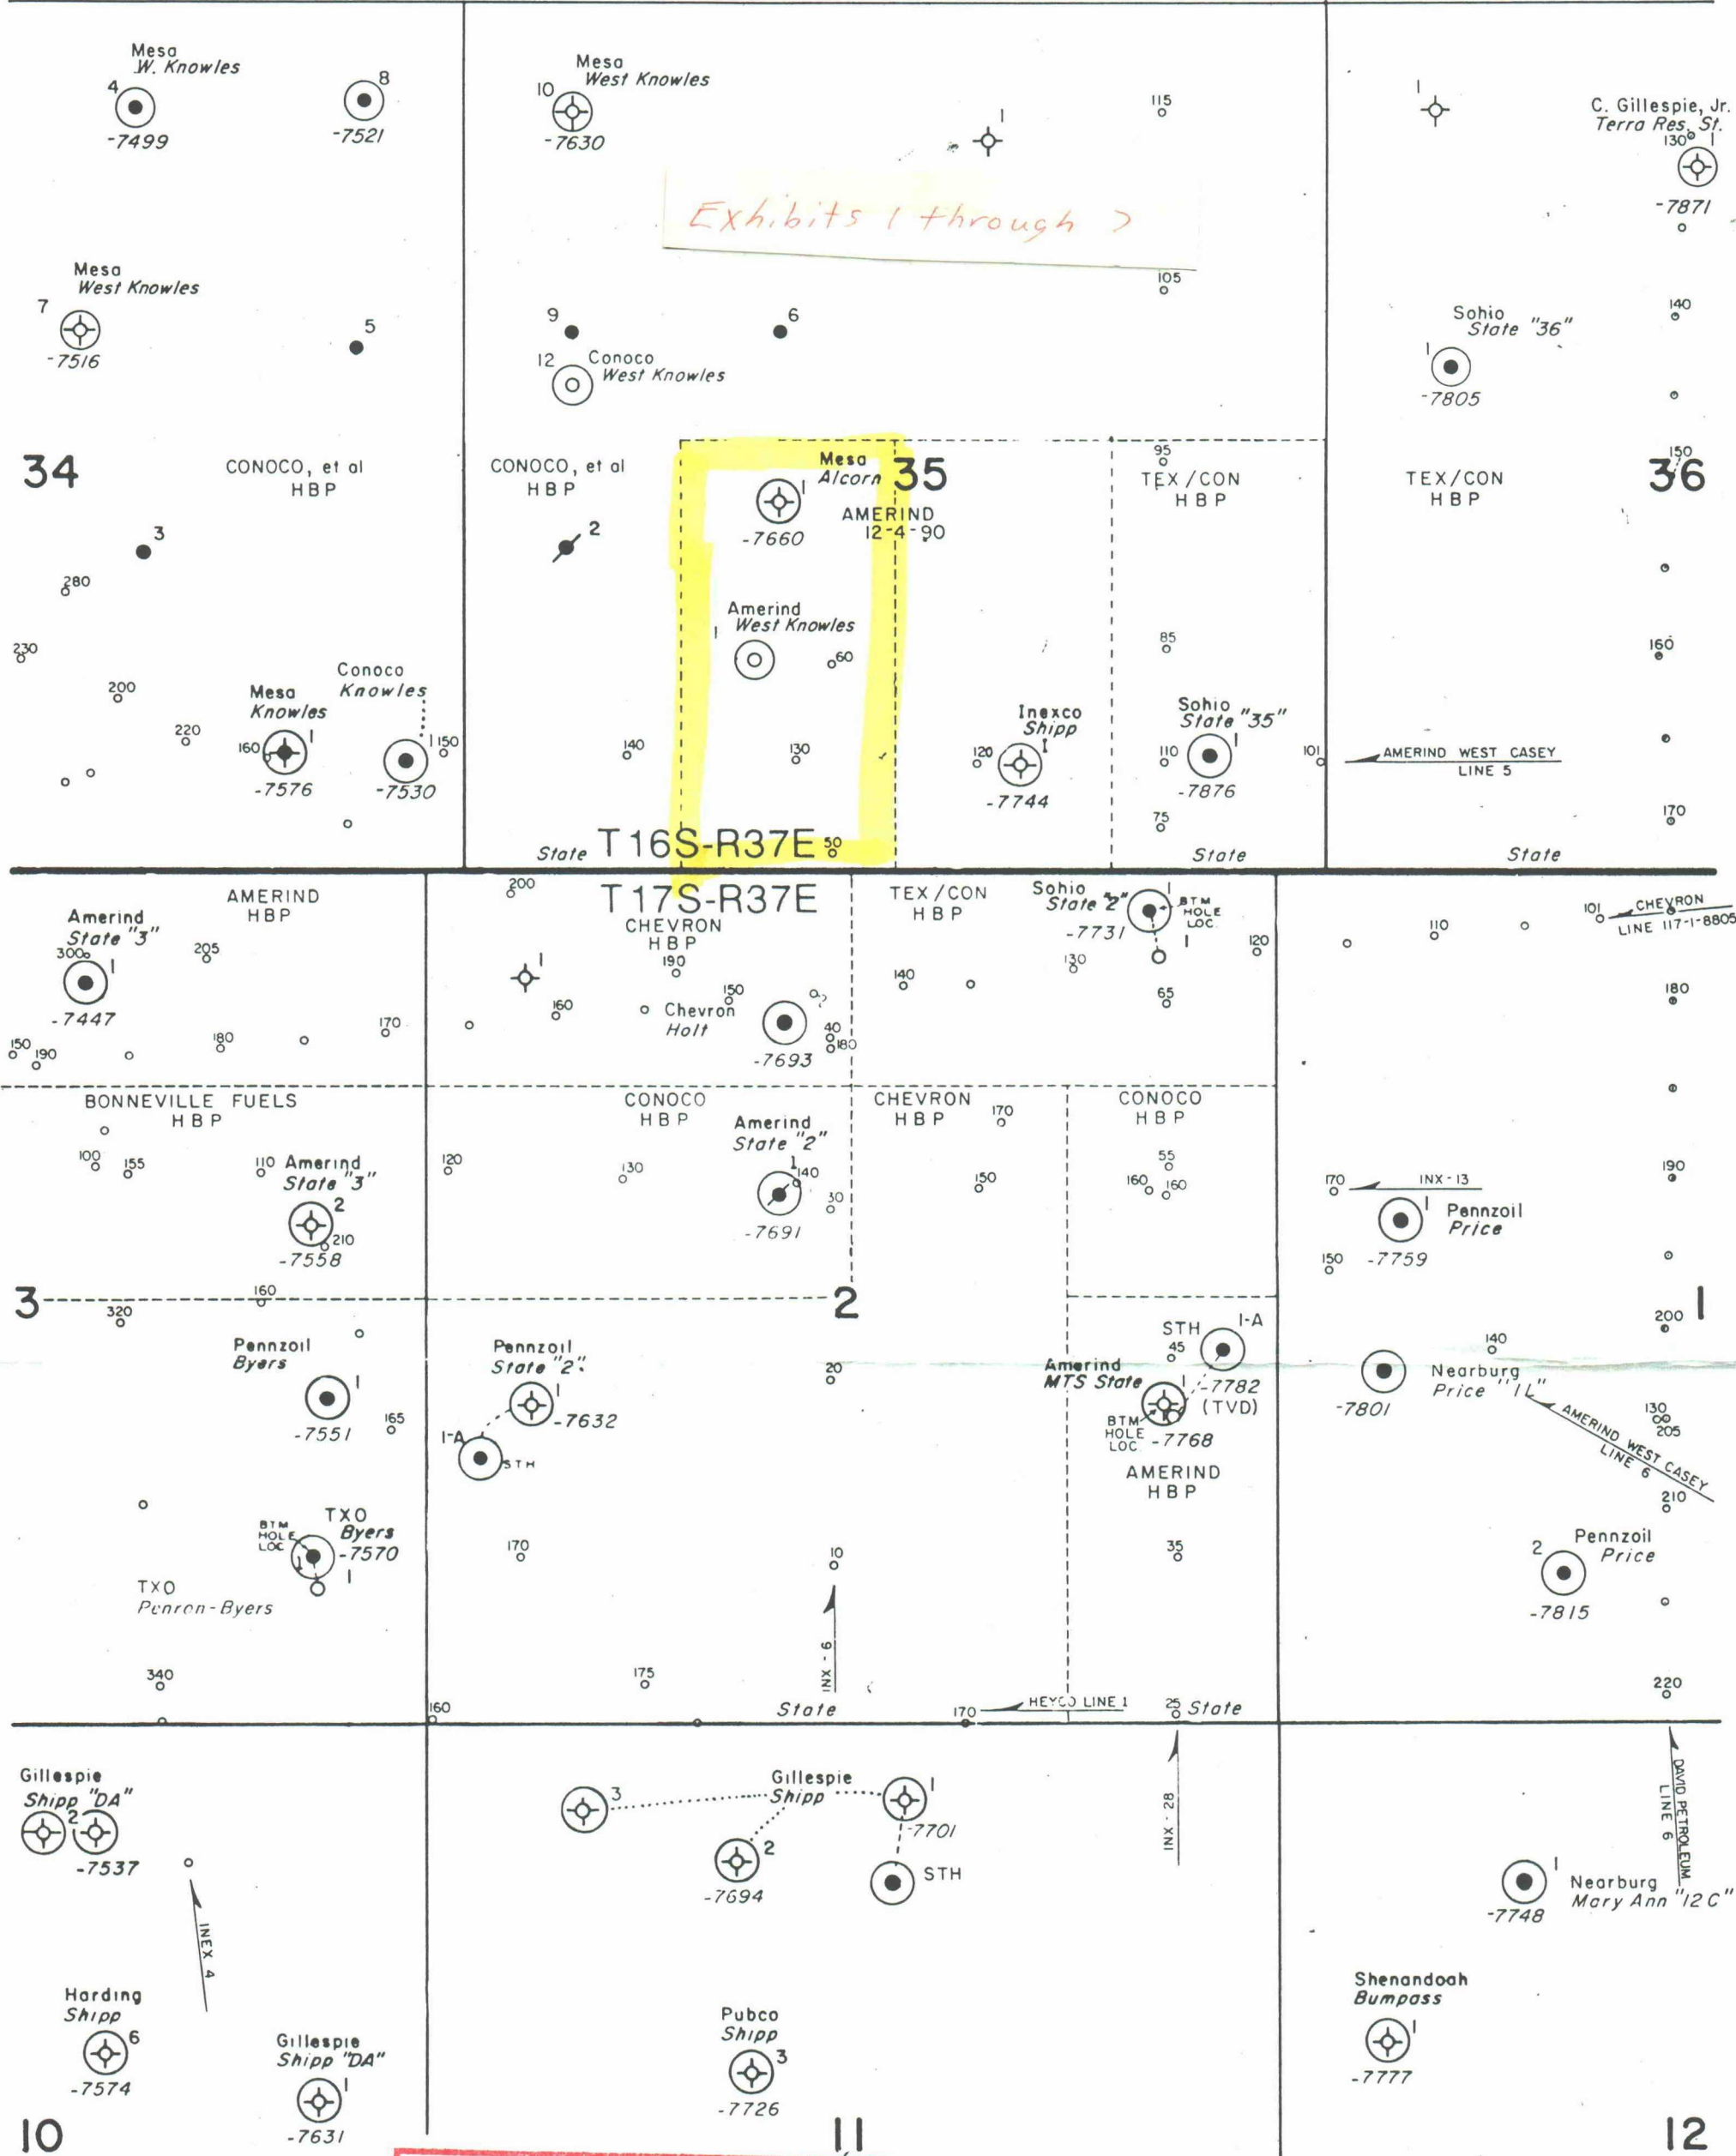 Mesa
W. Knowles
4
-7499
8
-7521
Mesa
West Knowles
10
-7630
1
115
1
C. Gillespie, Jr.
Terra Res. St.
130
1
-7871
Exhibits 1 through 7
105
Mesa
West Knowles
7
-7516
5
9
6
12
Conoco
West Knowles
Sohio
State "36"
1
-7805
140
34
CONOCO, et al
HBP
CONOCO, et al
HBP
Mesa
Alcorn
1
-7660
35
AMERIND
12-4-90
95
TEX/CON
HBP
TEX/CON
HBP
150
36
3
2
280
230
200
220
Amerind
West Knowles
1
60
85
160
Mesa
Knowles
160
1
-7576
Conoco
Knowles
1
150
-7530
140
130
Inexco
Shipp
120
1
-7744
Sohio
State "35"
110
1
-7876
101
AMERIND WEST CASEY
LINE 5
75
170
State
T16S-R37E
50
State
State
AMERIND
HBP
200
T17S-R37E
CHEVRON
HBP
190
TEX/CON
HBP
Sohio
State "2"
1
BTM
HOLE
LOC.
-7731
1
120
130
101
CHEVRON
LINE 117-1-8805
110
Amerind
State "3"
300
1
-7447
205
1
160
150
Chevron
Holt
-7693
40
180
140
65
180
150
190
180
170
BONNEVILLE FUELS
HBP
CONOCO
HBP
CHEVRON
HBP
170
CONOCO
HBP
100
155
110
Amerind
State "3"
2
210
-7558
120
130
Amerind
State "2"
1
140
-7691
30
150
55
160
160
170
INX-13
190
Pennzoil
Price
1
-7759
150
3
160
320
2
1
200
Pennzoil
Byers
1
-7551
165
Pennzoil
State "2"
1
-7632
1-A
STH
20
STH
1-A
45
-7782
(TVD)
Amerind
MTS State
1
BTM
HOLE
LOC.
-7768
AMERIND
HBP
140
Nearburg
Price "1L"
-7801
AMERIND WEST CASEY
LINE 6
130
205
210
TXO
Byers
BTM
HOLE
LOC
-7570
1
1
TXO
Penron-Byers
170
10
35
Pennzoil
Price
2
-7815
340
160
175
INX-6
State
170
HEYCO LINE 1
25
State
220
Gillespie
Shipp "DA"
2
-7537
3
Gillespie
Shipp
1
-7701
2
-7694
STH
INX-28
DAVID PETROLEUM
LINE 6
INEX 4
1
Nearburg
Mary Ann "12C"
-7748
Harding
Shipp
6
-7574
Gillespie
Shipp "DA"
1
-7631
Pubco
Shipp
3
-7726
Shenandoah
Bumpass
1
-7777
10
11
12